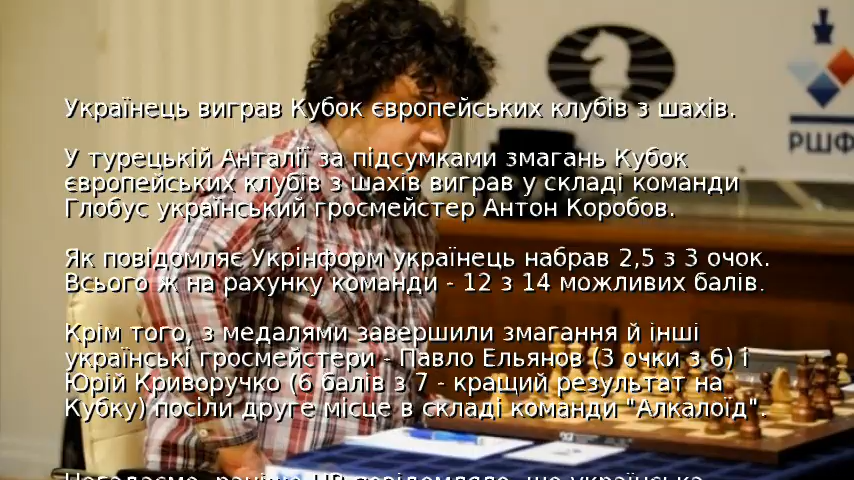 Українець виграв Кубок європейських клубів з шахів.
У турецькій Анталії за підсумками змагань Кубок
європейських клубів з шахів виграв у складі команди
Глобус український гросмейстер Антон Коробов.
Як повідомляє Укрінформ українець набрав 2,5 з 3 очок.
Всього ж на рахунку команди - 12 з 14 можливих балів.
Крім того, з медалями завершили змагання й інші
українські гросмейстери - Павло Ельянов (3 очки з 6) і
Юрій Криворучко (6 балів з 7 - кращий результат на
Кубку) посіли друге місце в складі команди "Алкалоїд".
РШФ